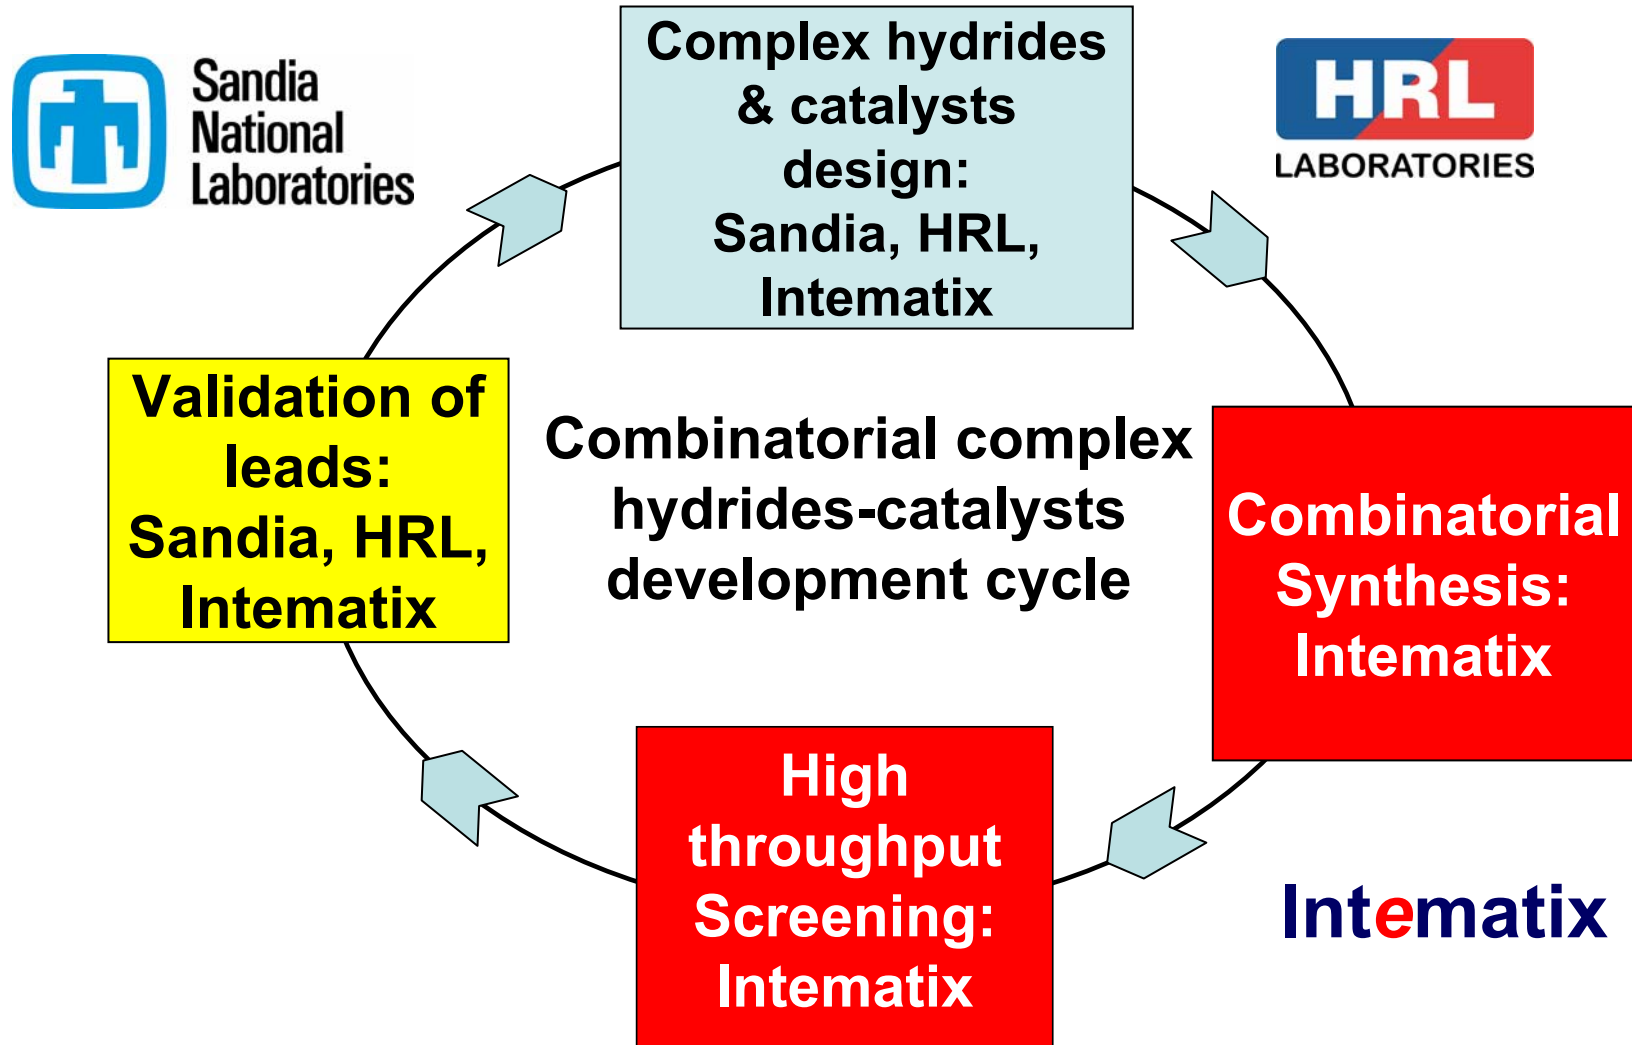 Sandia
National
Laboratories
Complex hydrides
& catalysts
design:
Sandia, HRL,
Intematix
HRL
LABORATORIES
Validation of
leads:
Sandia, HRL,
Intematix
Combinatorial complex
hydrides-catalysts
development cycle
Combinatorial
Synthesis:
Intematix
High
throughput
Screening:
Intematix
Intematix